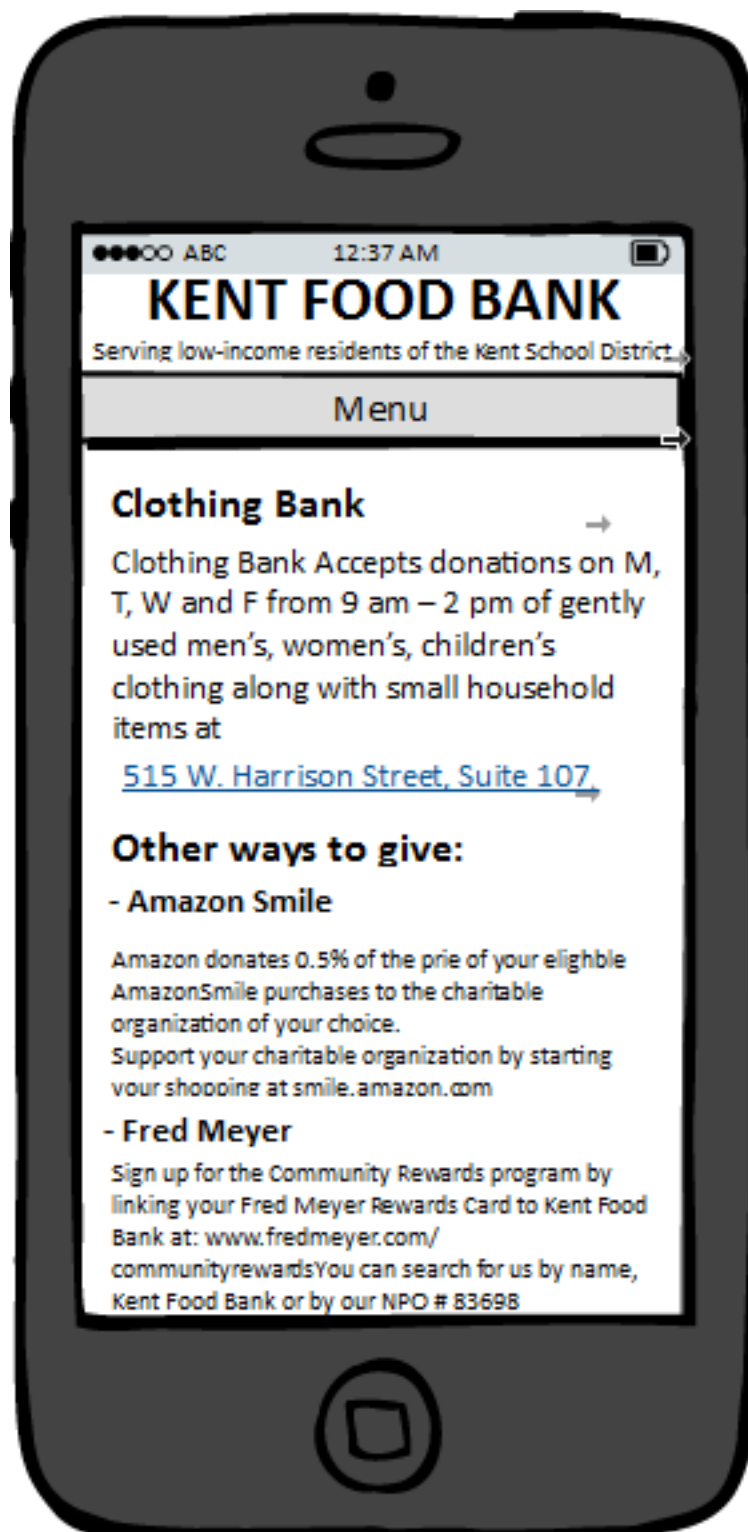 ABC 12:37 AM
KENT FOOD BANK
Serving low-income residents of the Kent School District
Menu
Clothing Bank
Clothing Bank Accepts donations on M,
T, W and F from 9 am – 2 pm of gently
used men's, women's, children's
clothing along with small household
items at
515 W. Harrison Street, Suite 107,
Other ways to give:
- Amazon Smile
Amazon donates 0.5% of the prie of your elighble
AmazonSmile purchases to the charitable
organization of your choice.
Support your charitable organization by starting
your shopping at smile.amazon.com
- Fred Meyer
Sign up for the Community Rewards program by
linking your Fred Meyer Rewards Card to Kent Food
Bank at: www.fredmeyer.com/
communityrewardsYou can search for us by name,
Kent Food Bank or by our NPO # 83698